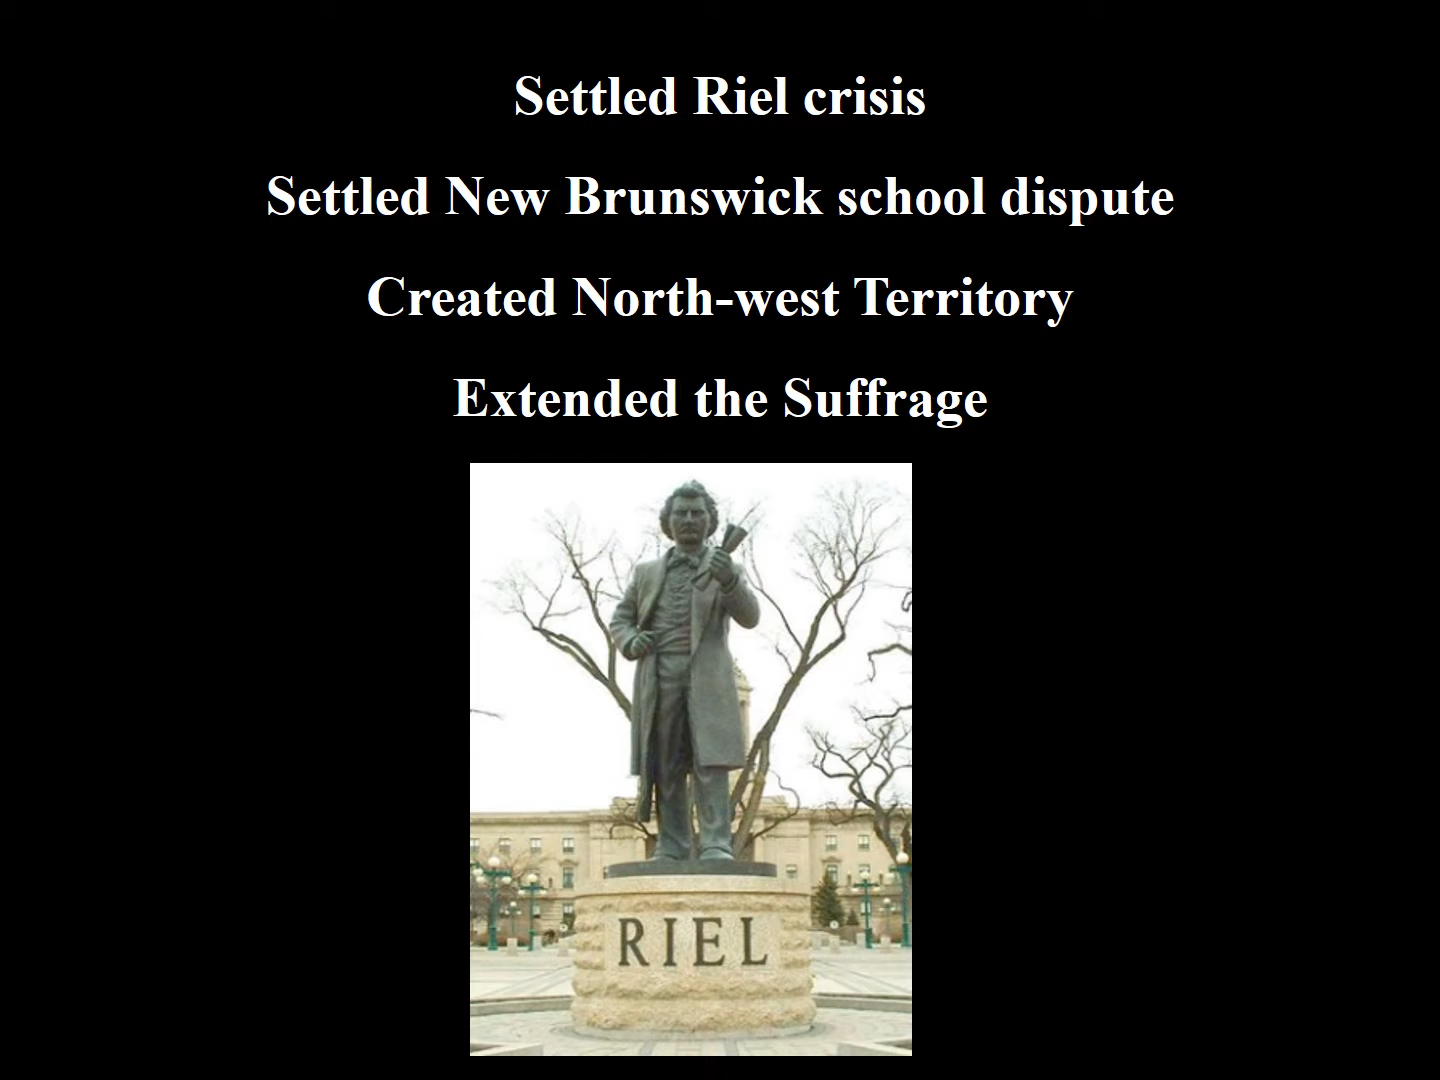 Settled Riel crisis
Settled New Brunswick school dispute
Created North-west Territory
Extended the Suffrage
RIEL